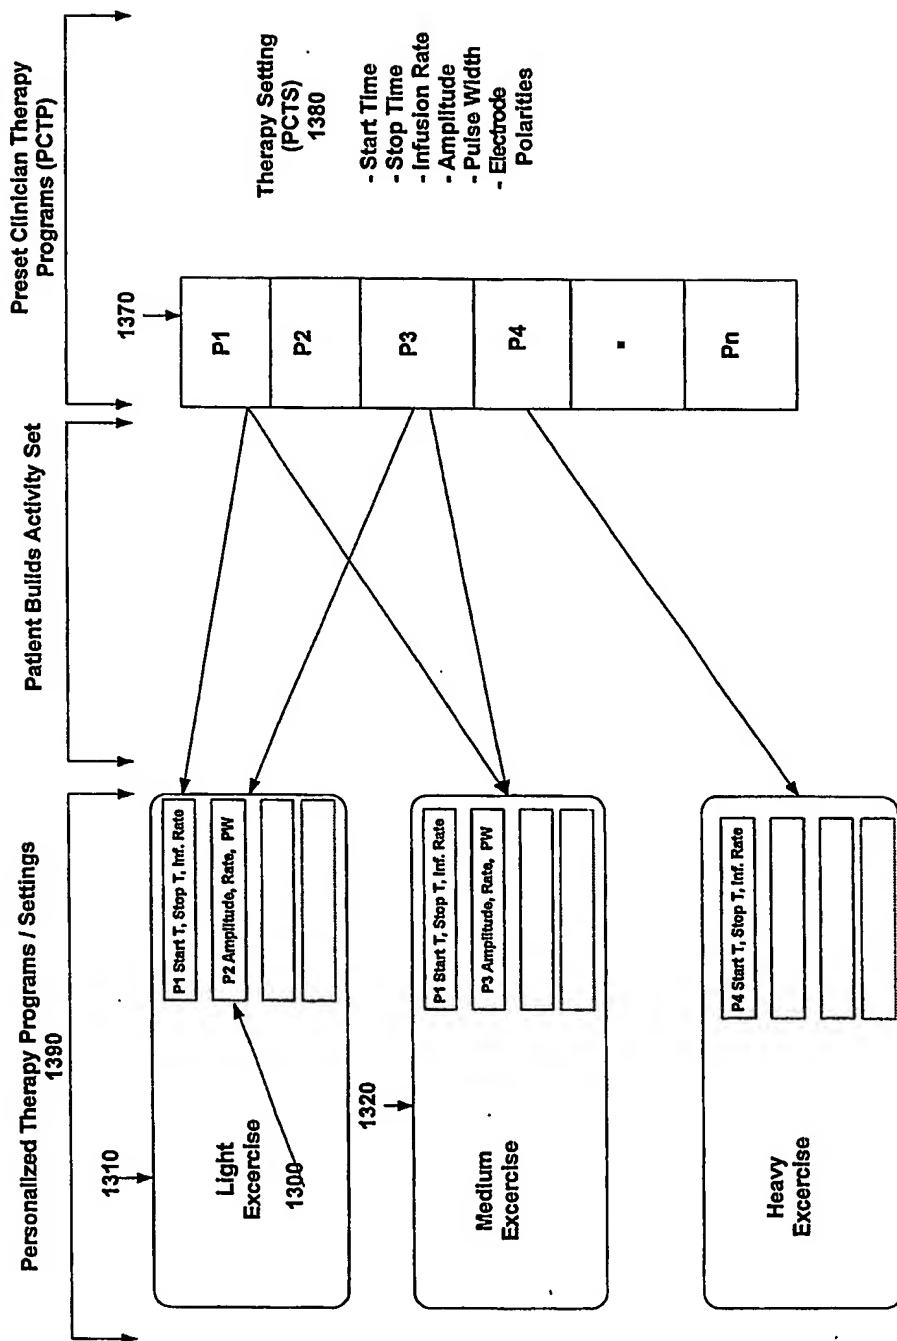 Personalized Therapy Programs / Settings
1390
Patient Builds Activity Set
Preset Clinician Therapy
Programs (PCTP)
1310
Light
Excercise
1300
P1 Start T, Stop T, Inf. Rate
P2 Amplitude, Rate, PW
1320
Medium
Excercise
P1 Start T, Stop T, Inf. Rate
P3 Amplitude, Rate, PW
Heavy
Excercise
P4 Start T, Stop T, Inf. Rate
1370
P1
P2
P3
P4
Pn
Therapy Setting
(PCTS)
1380
- Start Time
- Stop Time
- Infusion Rate
- Amplitude
- Pulse Width
- Electrode
Polarities